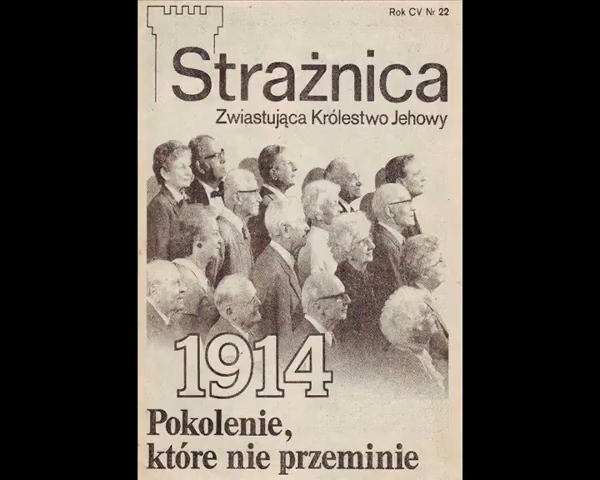 Rok CV Nr 22
Strażnica
Zwiastująca Królestwo Jehowy
1914
Pokolenie,
które nie przeminie